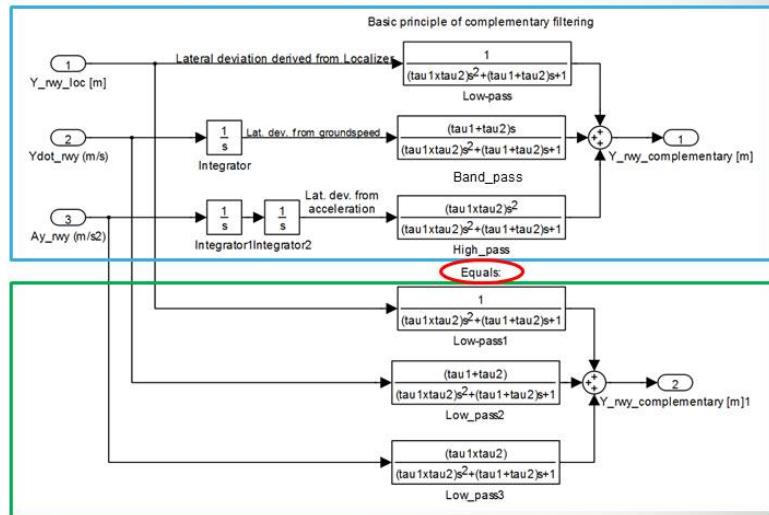 Basic principle of complementary filtering
1
Y_rwy_loc [m]
Lateral deviation derived from Localizer
1
(tau1xtau2)s²+(tau1+tau2)s+1
Low-pass
2
Ydot_rwy (m/s)
1
s
Integrator
Lat. dev. from groundspeed
(tau1+tau2)s
(tau1xtau2)s²+(tau1+tau2)s+1
Band_pass
+
+
+
1
Y_rwy_complementary [m]
3
Ay_rwy (m/s2)
1
s
Integrator1
1
s
Integrator2
Lat. dev. from
acceleration
(tau1xtau2)s²
(tau1xtau2)s²+(tau1+tau2)s+1
High_pass
Equals:
1
(tau1xtau2)s²+(tau1+tau2)s+1
Low-pass1
(tau1+tau2)
(tau1xtau2)s²+(tau1+tau2)s+1
Low_pass2
+
+
+
2
Y_rwy_complementary [m]1
(tau1xtau2)
(tau1xtau2)s²+(tau1+tau2)s+1
Low_pass3